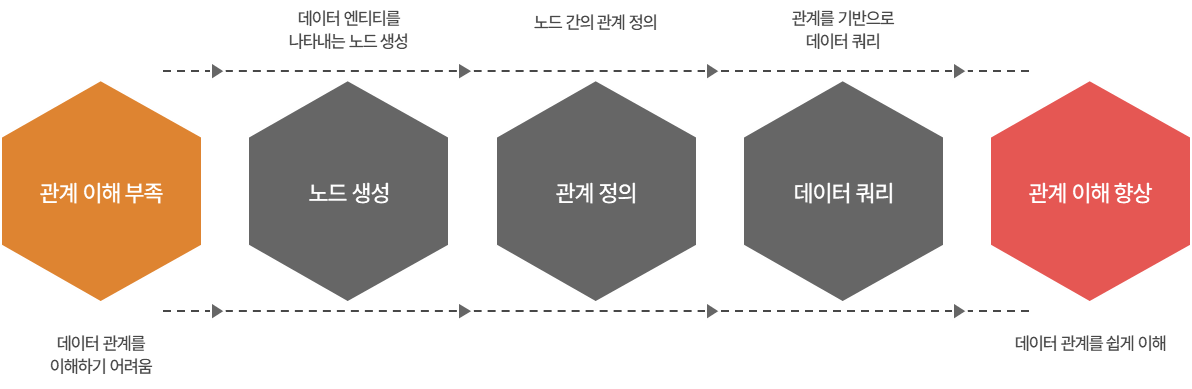 데이터 엔티티를
나타내는 노드 생성
노드 간의 관계 정의
관계를 기반으로
데이터 쿼리
관계 이해 부족
노드 생성
관계 정의
데이터 쿼리
관계 이해 향상
데이터 관계를
이해하기 어려움
데이터 관계를 쉽게 이해